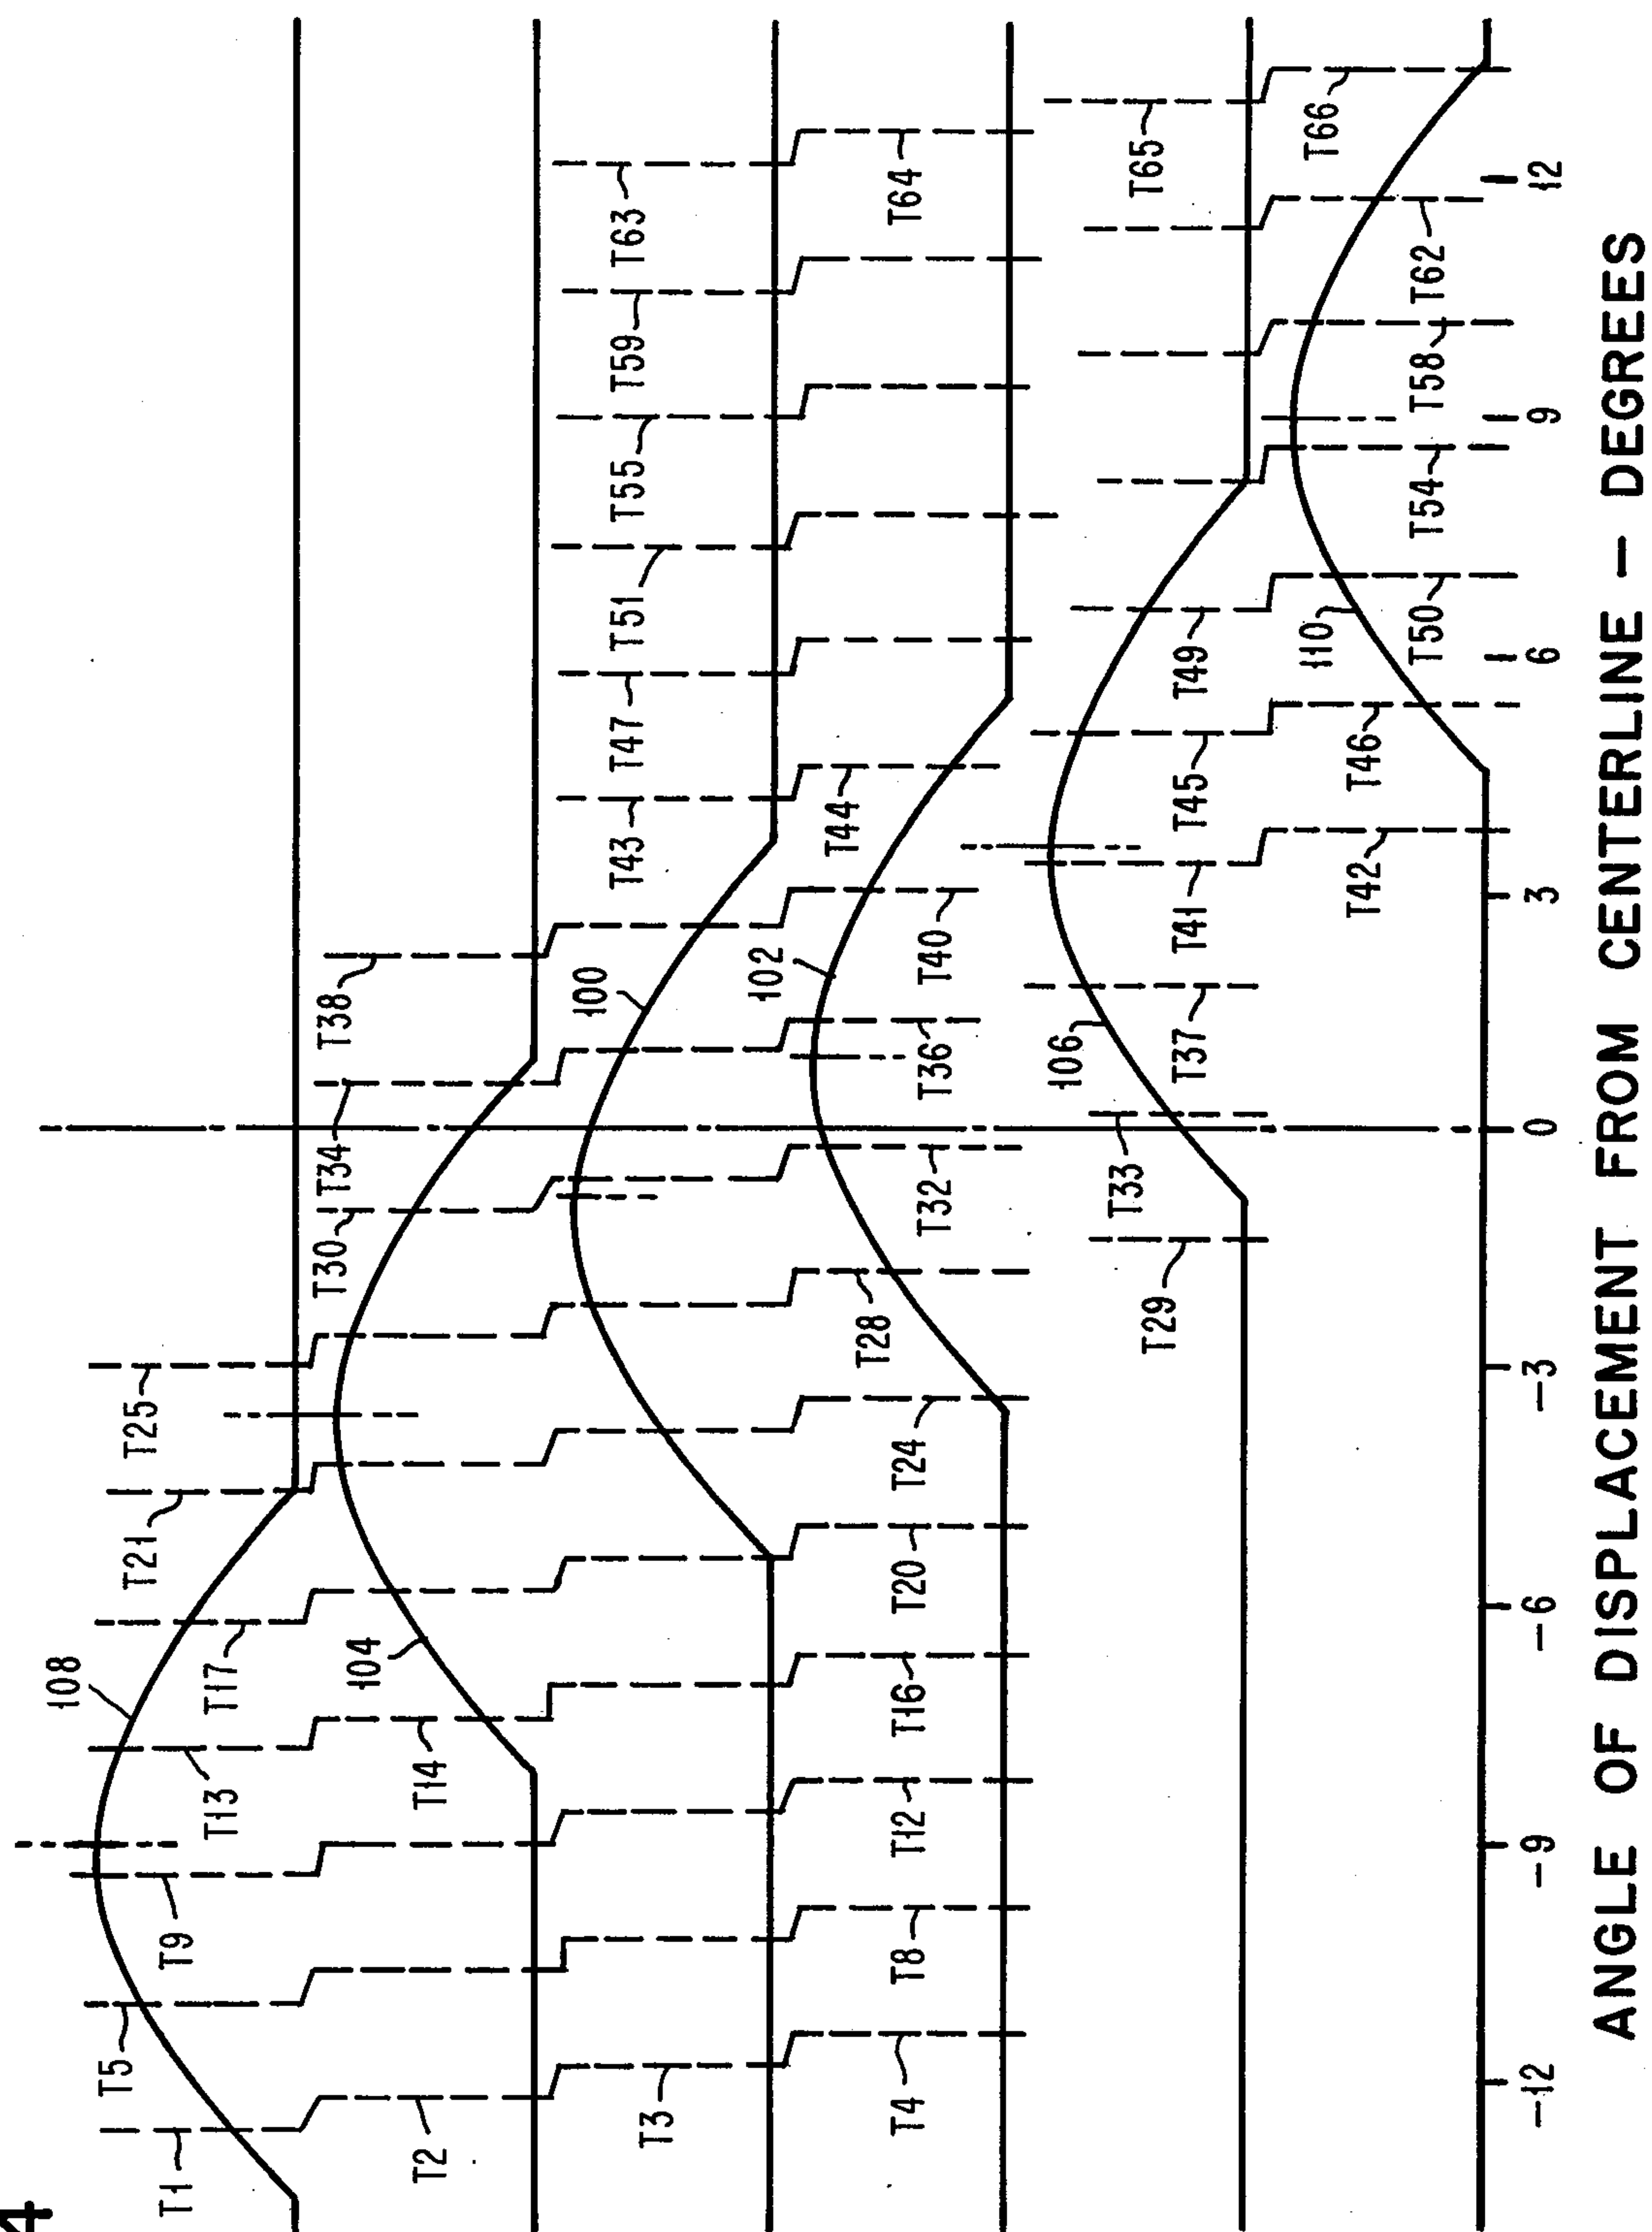 4
108
T1
T5
T9
T13
T17
T21
T25
T2
T14
104
T30
T34
T38
T3
100
T43
T47
T51
T55
T59
T63
T4
T8
T12
T16
T20
T24
T28
T32
T36
T40
102
T44
T64
T29
T33
106
T37
T41
T45
T49
T65
T42
T46
110
T50
T54
T58
T62
T66
-12
-9
-6
-3
0
3
6
9
12
ANGLE OF DISPLACEMENT FROM CENTERLINE — DEGREES